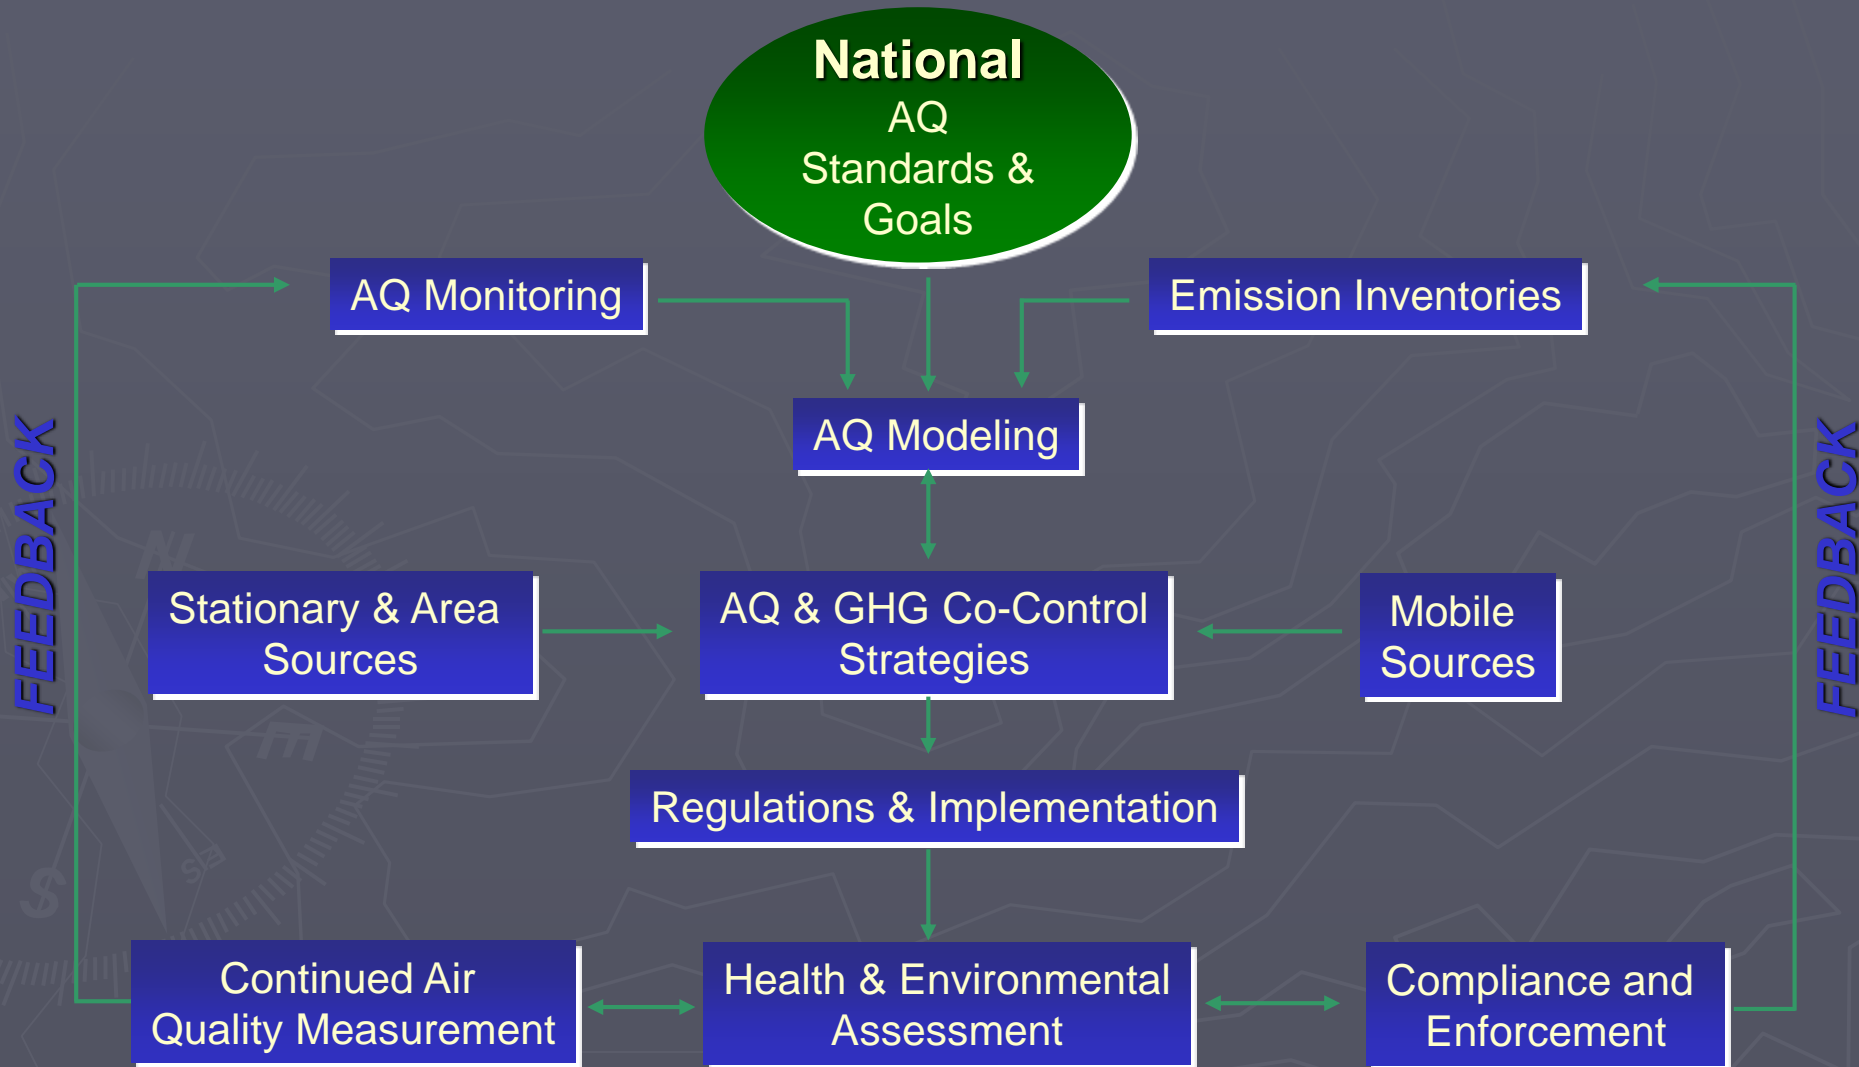 National
AQ
Standards &
Goals
AQ Monitoring
Emission Inventories
AQ Modeling
FEEDBACK
FEEDBACK
Stationary & Area
Sources
AQ & GHG Co-Control
Strategies
Mobile
Sources
Regulations & Implementation
Continued Air
Quality Measurement
Health & Environmental
Assessment
Compliance and
Enforcement
N
E
SE
S